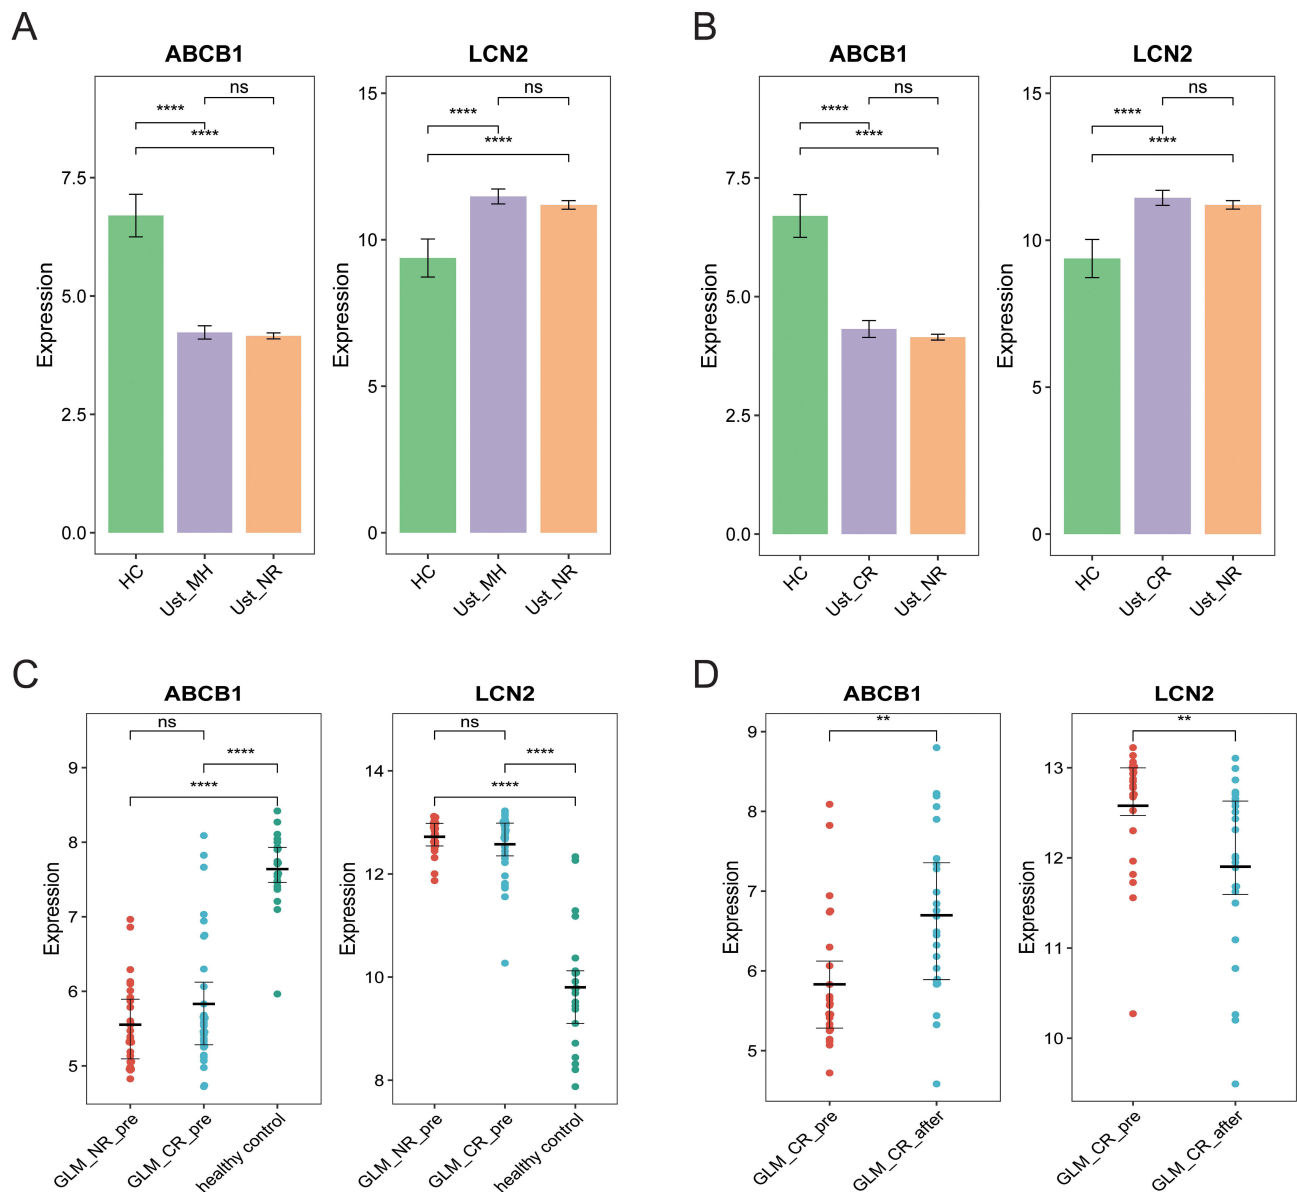 A
ABCB1
Expression
7.5
5.0
2.5
0.0
ns
****
****
HC
Ust_MH
Ust_NR
LCN2
Expression
15
10
5
0
ns
****
****
HC
Ust_MH
Ust_NR
B
ABCB1
Expression
7.5
5.0
2.5
0.0
ns
****
****
HC
Ust_CR
Ust_NR
LCN2
Expression
15
10
5
0
ns
****
****
HC
Ust_CR
Ust_NR
C
ABCB1
Expression
9
8
7
6
5
ns
****
****
GLM_NR_pre
GLM_CR_pre
healthy control
LCN2
Expression
14
12
10
8
ns
****
****
GLM_NR_pre
GLM_CR_pre
healthy control
D
ABCB1
Expression
9
8
7
6
5
**
GLM_CR_pre
GLM_CR_after
LCN2
Expression
13
12
11
10
**
GLM_CR_pre
GLM_CR_after